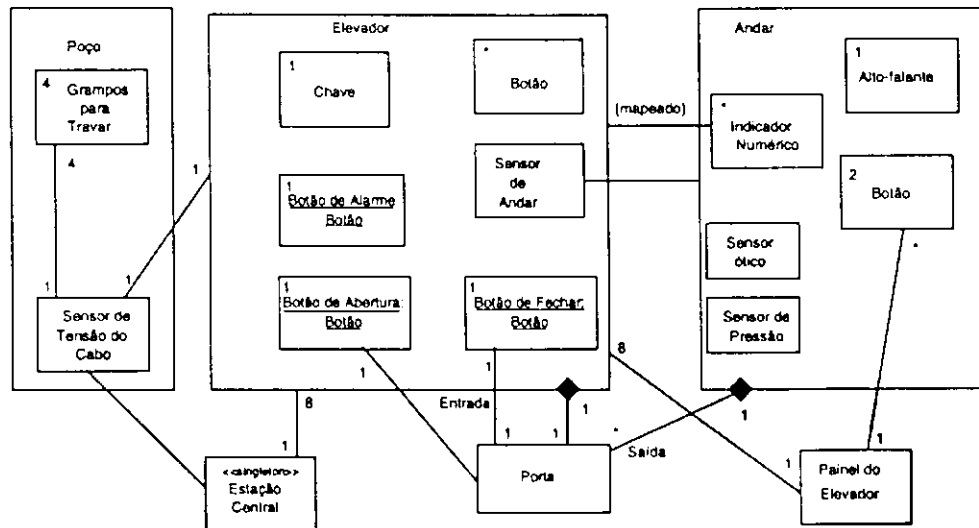 Poço
4
Grampos
para
Travar
4
1
1
1
Sensor de
Tensão do
Cabo
Elevador
1
Chave
*
Botão
1
Botão de Alarme
Botão
Sensor
de
Andar
1
Botão de Abertura:
Botão
1
Botão de Fechar:
Botão
1
1
8
Entrada
1
1
1
*
8
(mapeado)
Andar
1
Alto-falante
*
Indicador
Numérico
2
Botão
*
Sensor
ótico
Sensor de
Pressão
1
Saída
1
1
1
<<singleton>>
Estação
Central
Porta
Painel do
Elevador